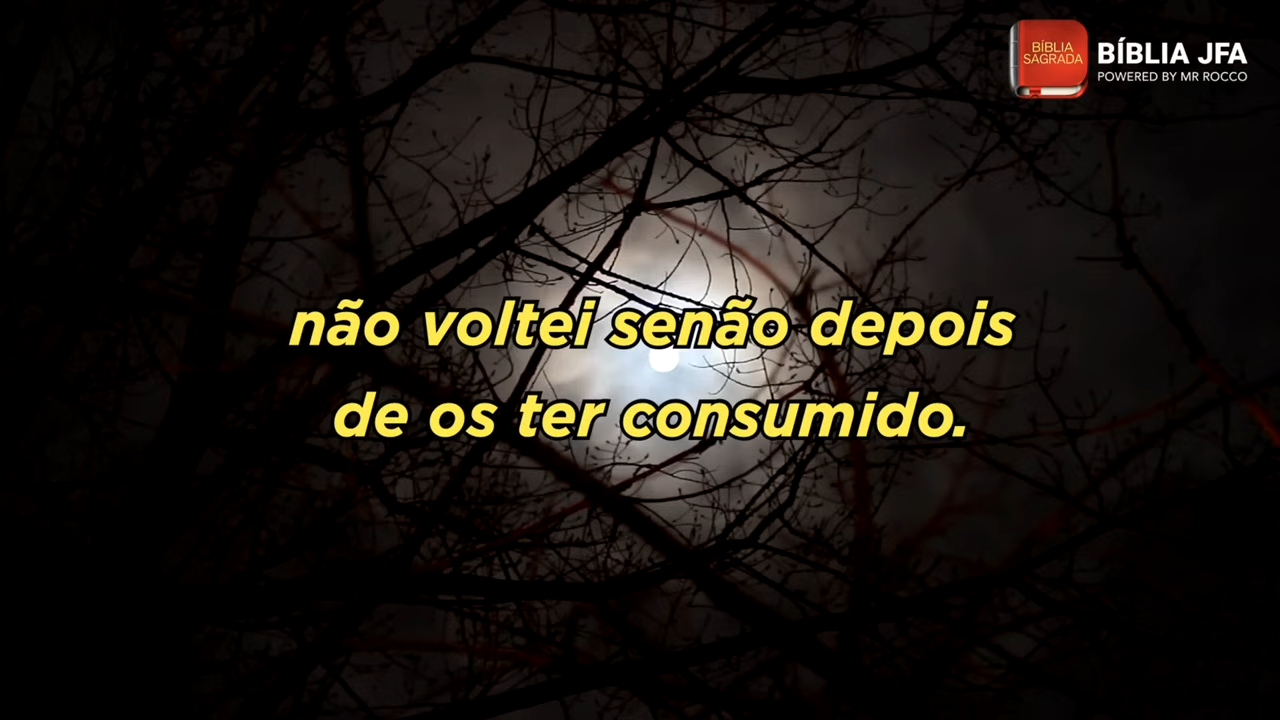 BÍBLIA
SAGRADA
BÍBLIA JFA
POWERED BY MR ROCCO
não voltei senão depois
de os ter consumido.